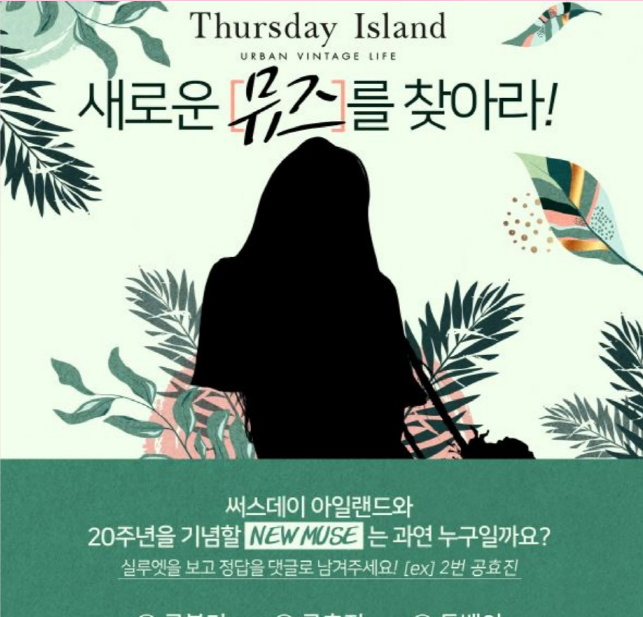 Thursday Island
URBAN VINTAGE LIFE
새로운 [뮤즈]를 찾아라!
써스데이 아일랜드와
20주년을 기념할 NEW MUSE 는 과연 누구일까요?
실루엣을 보고 정답을 댓글로 남겨주세요! [ex] 2번 공효진